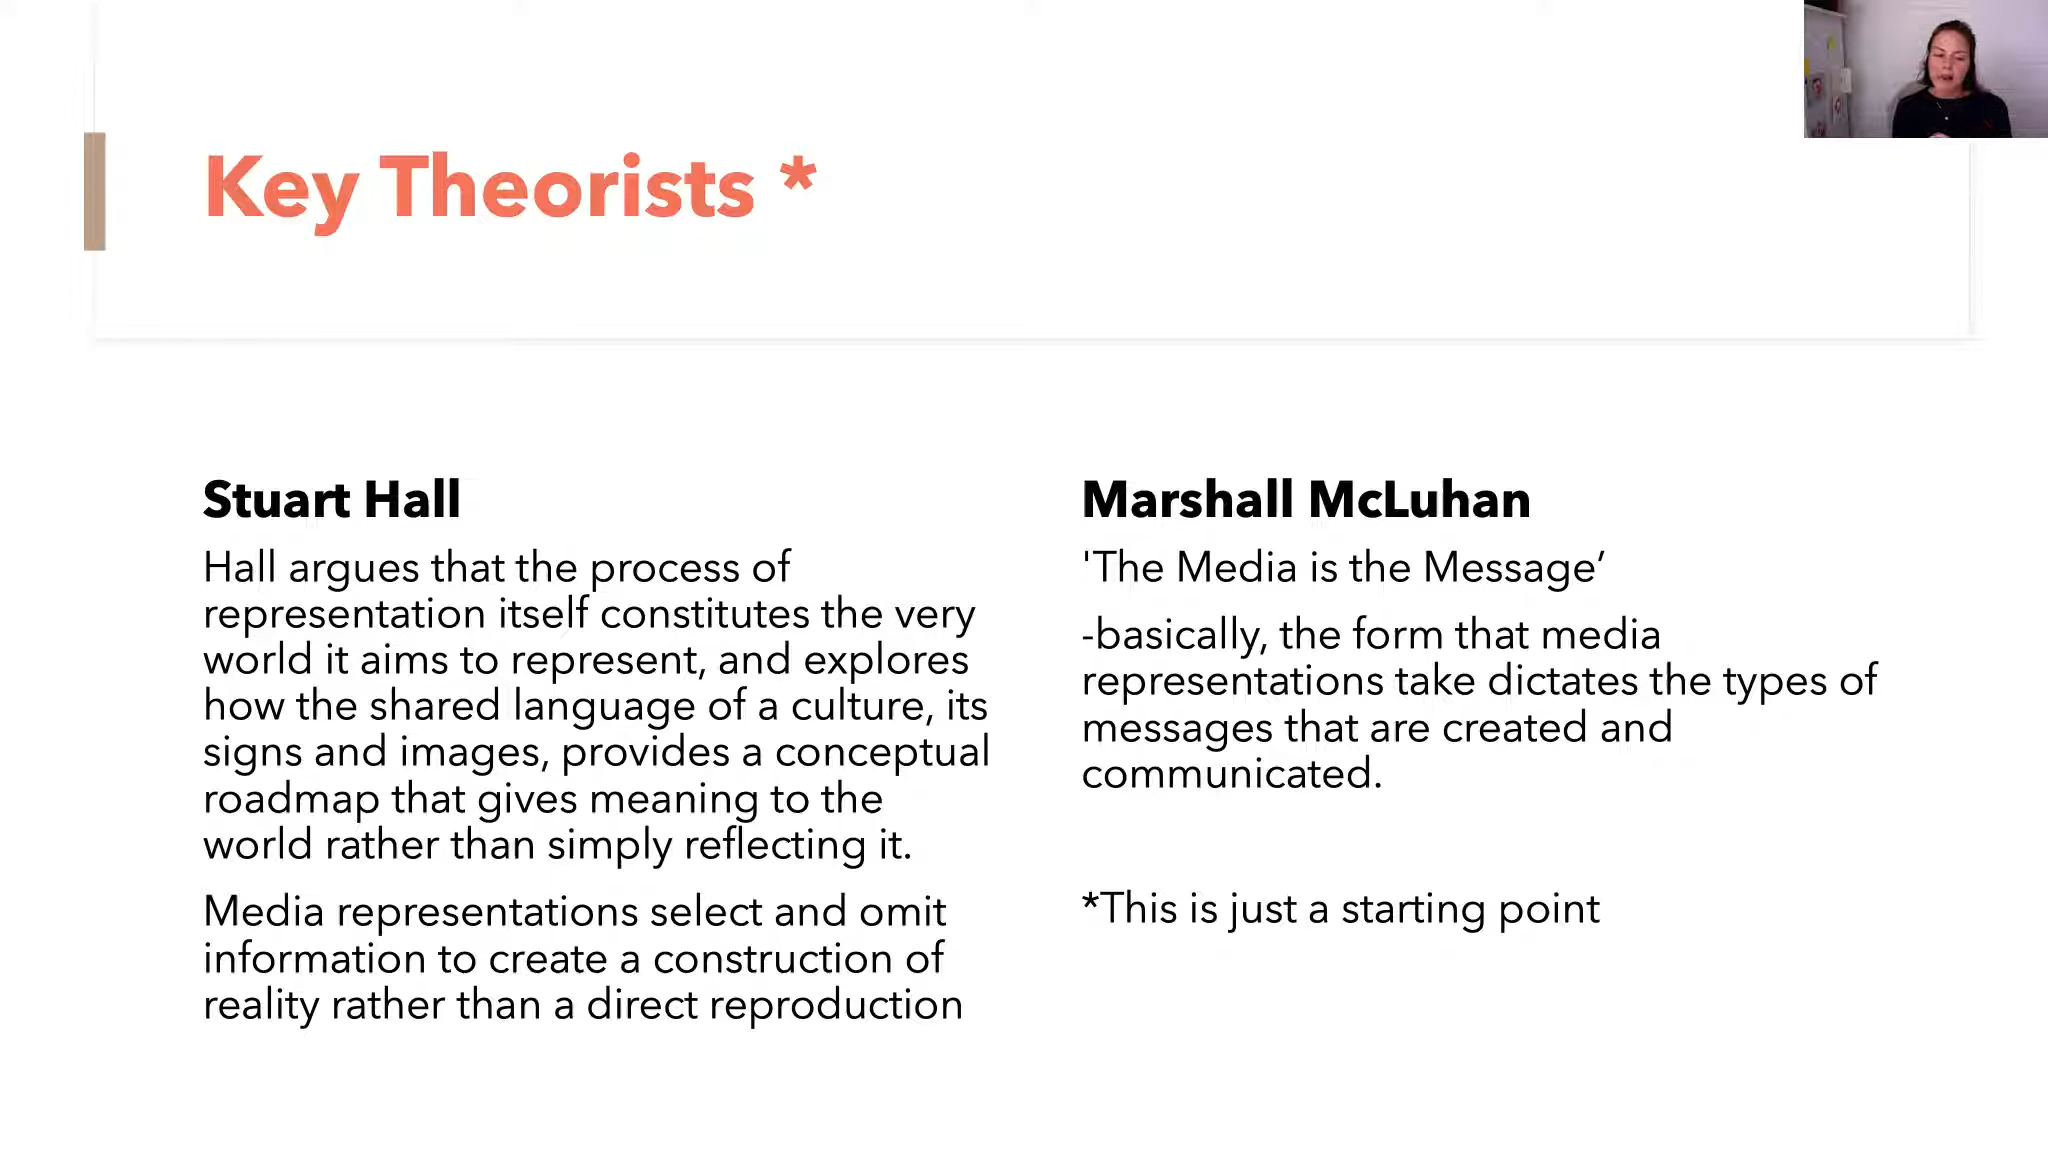 Key Theorists *
Stuart Hall
Hall argues that the process of
representation itself constitutes the very
world it aims to represent, and explores
how the shared language of a culture, its
signs and images, provides a conceptual
roadmap that gives meaning to the
world rather than simply reflecting it.
Media representations select and omit
information to create a construction of
reality rather than a direct reproduction
Marshall McLuhan
'The Media is the Message’
-basically, the form that media
representations take dictates the types of
messages that are created and
communicated.
*This is just a starting point